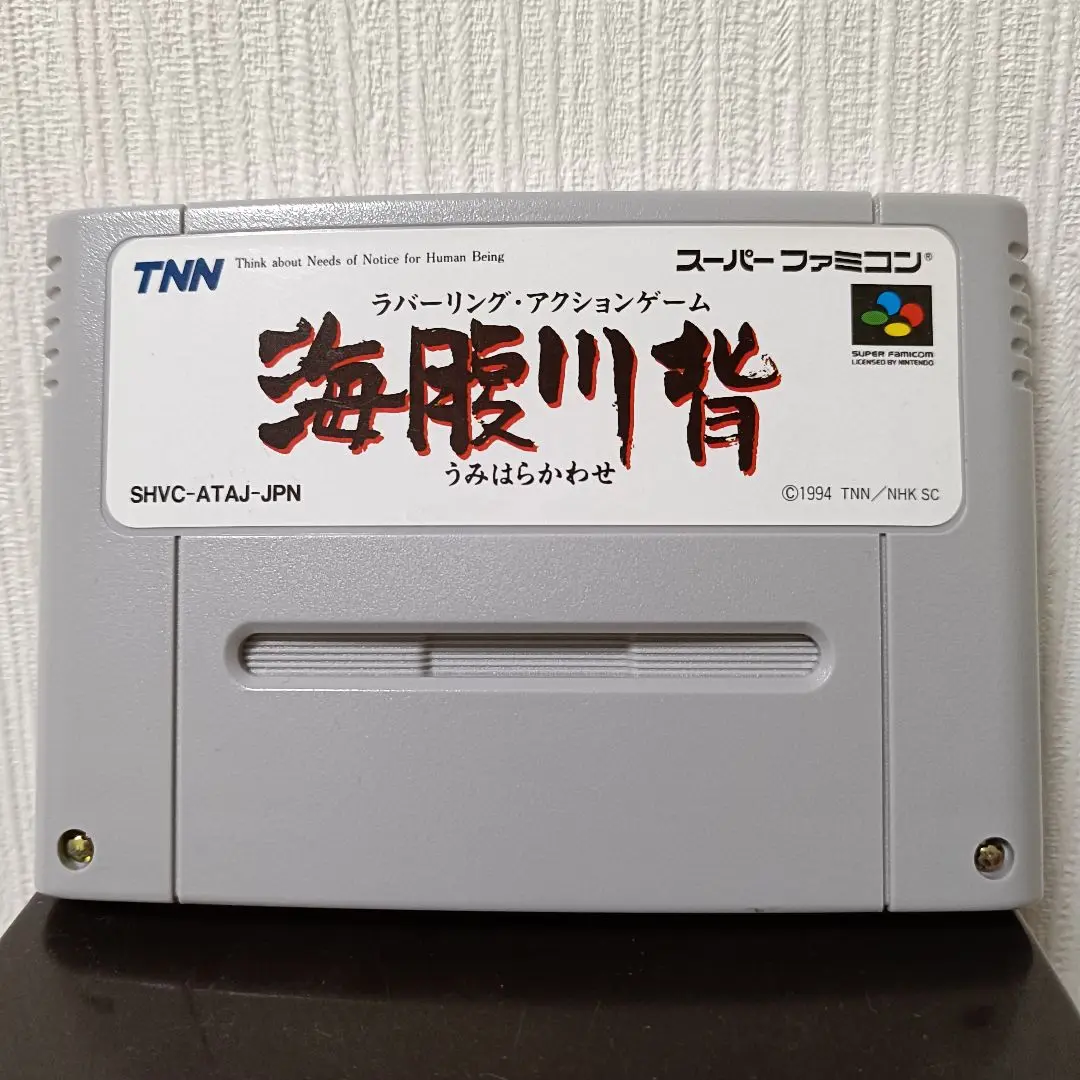 TNN Think about Needs of Notice for Human Being
スーパーファミコン®
ラバーリング・アクションゲーム
海腹川背
うみはらかわせ
SUPER FAMICOM
LICENSED BY NINTENDO
SHVC-ATAJ-JPN
©1994 TNN/NHK SC